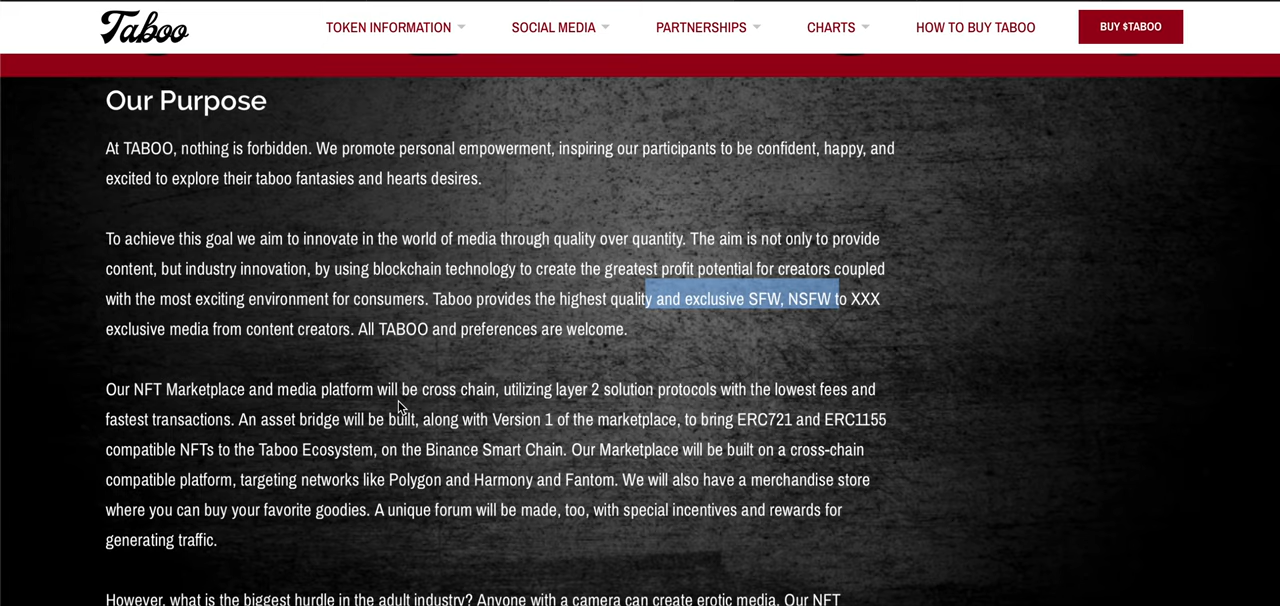 Taboo
TOKEN INFORMATION
SOCIAL MEDIA
PARTNERSHIPS
CHARTS
HOW TO BUY TABOO
BUY $TABOO
Our Purpose
At TABOO, nothing is forbidden. We promote personal empowerment, inspiring our participants to be confident, happy, and
excited to explore their taboo fantasies and hearts desires.
To achieve this goal we aim to innovate in the world of media through quality over quantity. The aim is not only to provide
content, but industry innovation, by using blockchain technology to create the greatest profit potential for creators coupled
with the most exciting environment for consumers. Taboo provides the highest quality and exclusive SFW, NSFW to XXX
exclusive media from content creators. All TABOO and preferences are welcome.
Our NFT Marketplace and media platform will be cross chain, utilizing layer 2 solution protocols with the lowest fees and
fastest transactions. An asset bridge will be built, along with Version 1 of the marketplace, to bring ERC721 and ERC1155
compatible NFTs to the Taboo Ecosystem, on the Binance Smart Chain. Our Marketplace will be built on a cross-chain
compatible platform, targeting networks like Polygon and Harmony and Fantom. We will also have a merchandise store
where you can buy your favorite goodies. A unique forum will be made, too, with special incentives and rewards for
generating traffic.
However, what is the biggest hurdle in the adult industry? Anyone with a camera can create erotic media. Our NFT